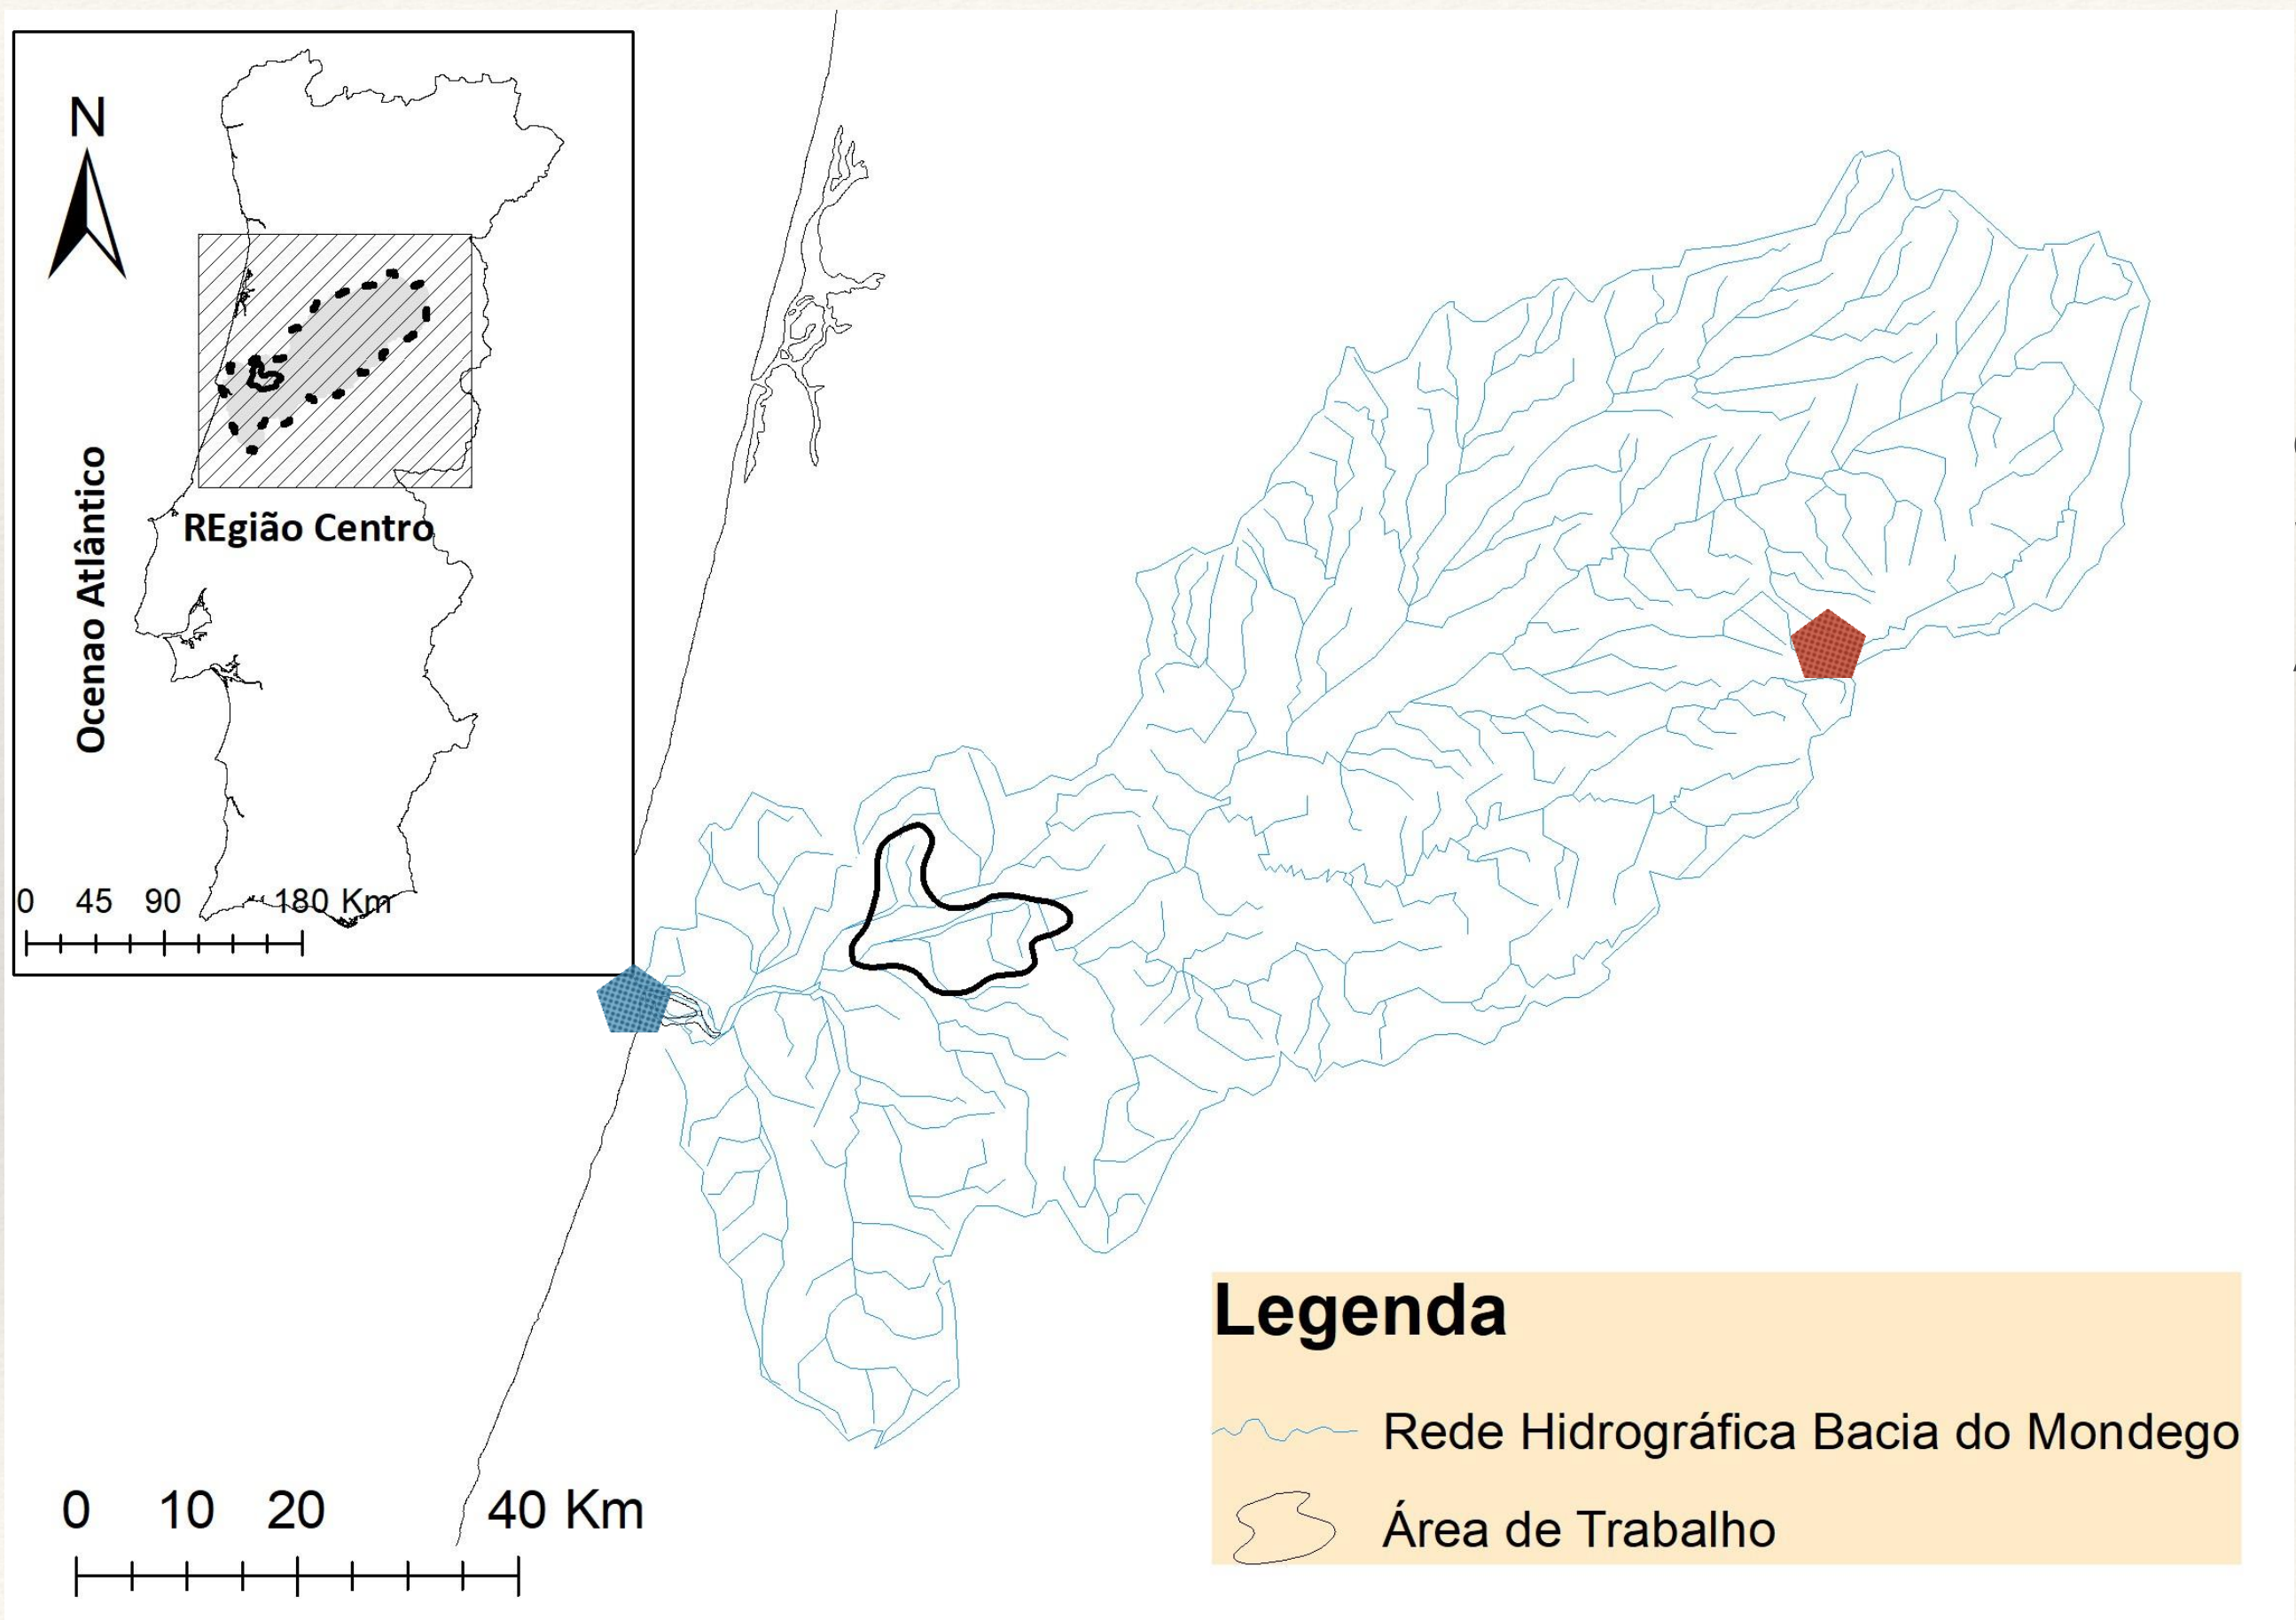 N
Ocenao Atlântico
REgião Centro
0 45 90 180 Km
0 10 20 40 Km
Legenda
Rede Hidrográfica Bacia do Mondego
Área de Trabalho